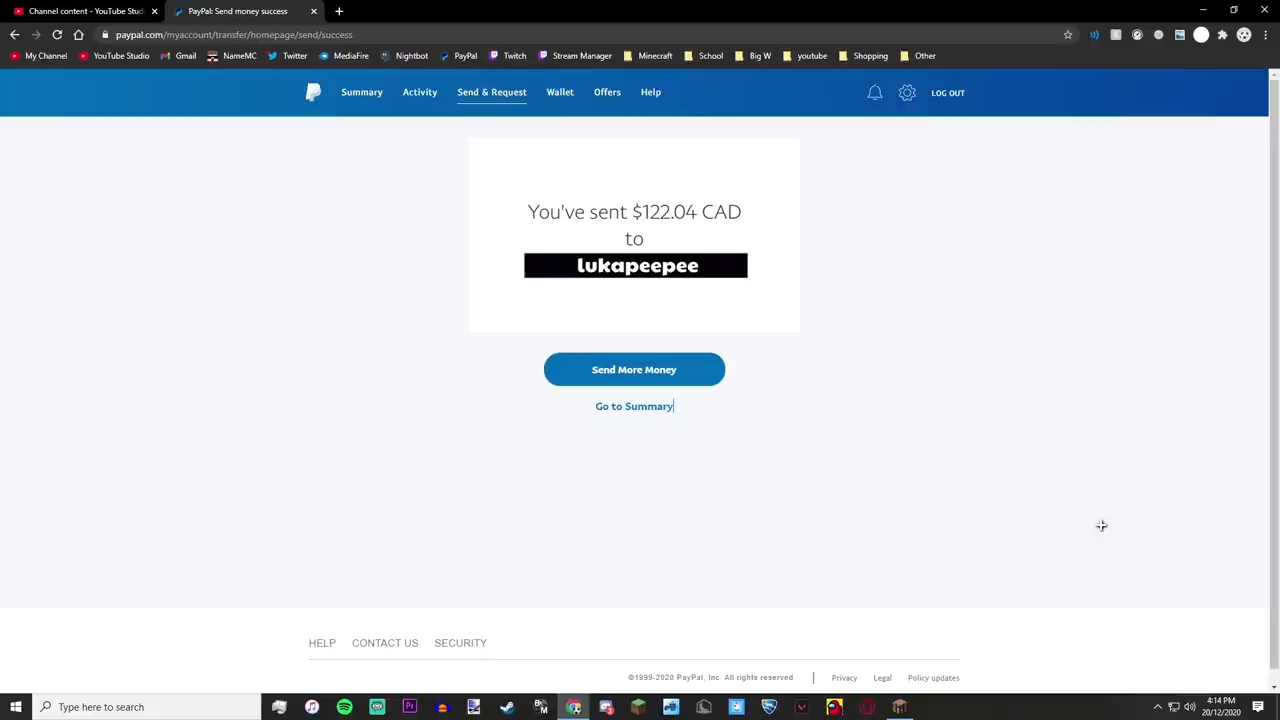 Channel content - YouTube Studi
PayPal: Send money success
paypal.com/myaccount/transfer/homepage/send/success
My Channel YouTube Studio Gmail NameMC Twitter MediaFire Nightbot PayPal Twitch Stream Manager Minecraft School Big W youtube Shopping Other
Summary Activity Send & Request Wallet Offers Help LOG OUT
You've sent $122.04 CAD
to
lukapeepee
Send More Money
Go to Summary
HELP CONTACT US SECURITY
©1999-2020 PayPal, Inc. All rights reserved. | Privacy Legal Policy updates
Type here to search
4:14 PM
20/12/2020